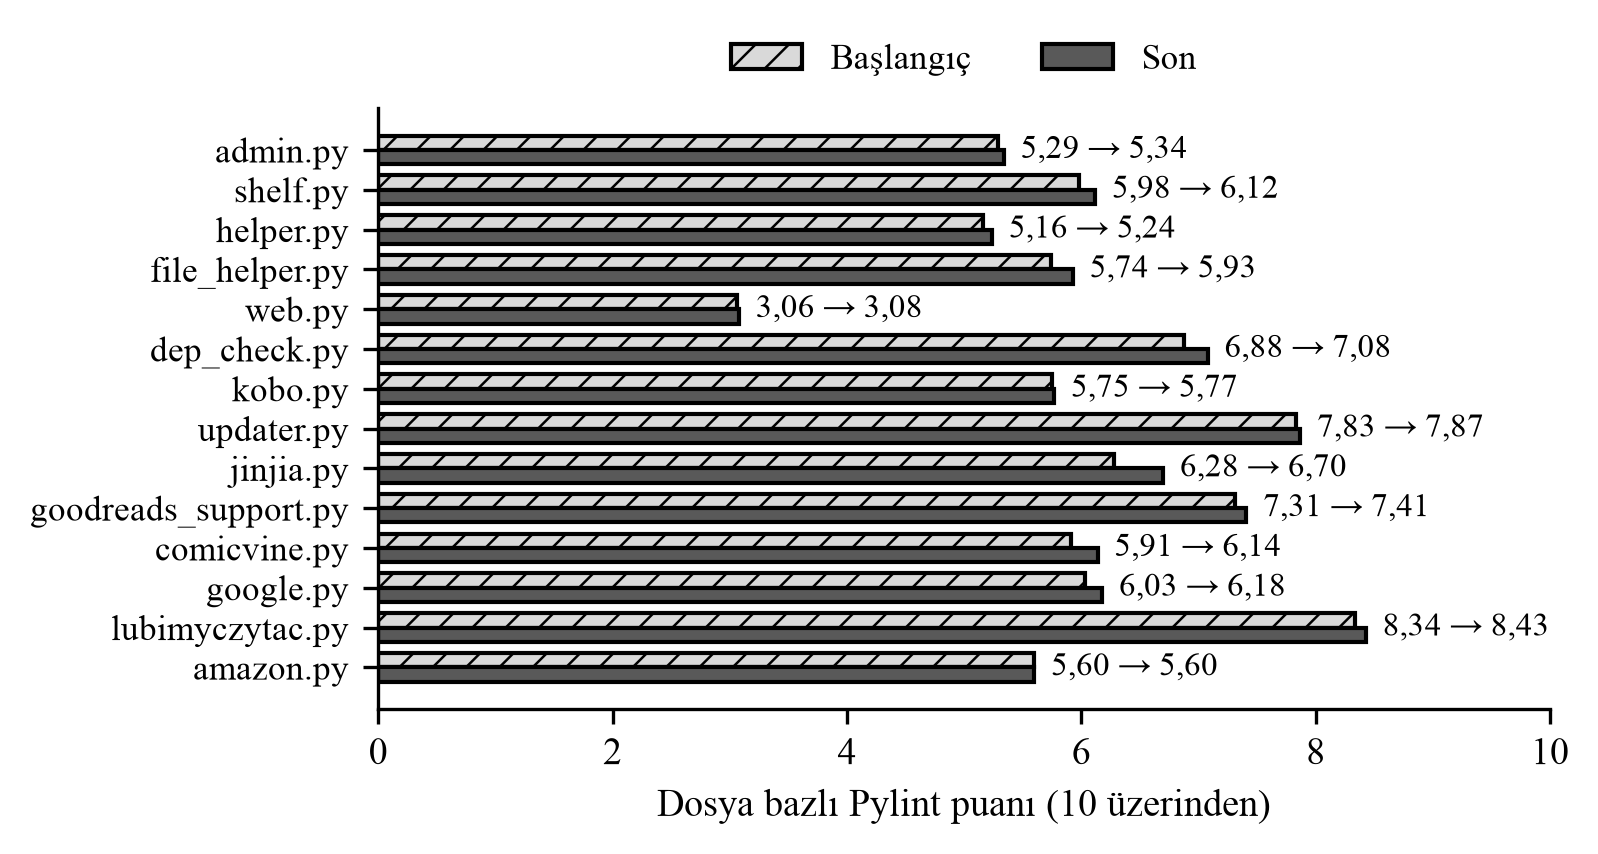 Başlangıç Son
admin.py 5,29 → 5,34
shelf.py 5,98 → 6,12
helper.py 5,16 → 5,24
file_helper.py 5,74 → 5,93
web.py 3,06 → 3,08
dep_check.py 6,88 → 7,08
kobo.py 5,75 → 5,77
updater.py 7,83 → 7,87
jinjia.py 6,28 → 6,70
goodreads_support.py 7,31 → 7,41
comicvine.py 5,91 → 6,14
google.py 6,03 → 6,18
lubimyczytac.py 8,34 → 8,43
amazon.py 5,60 → 5,60
0 2 4 6 8 10
Dosya bazlı Pylint puanı (10 üzerinden)